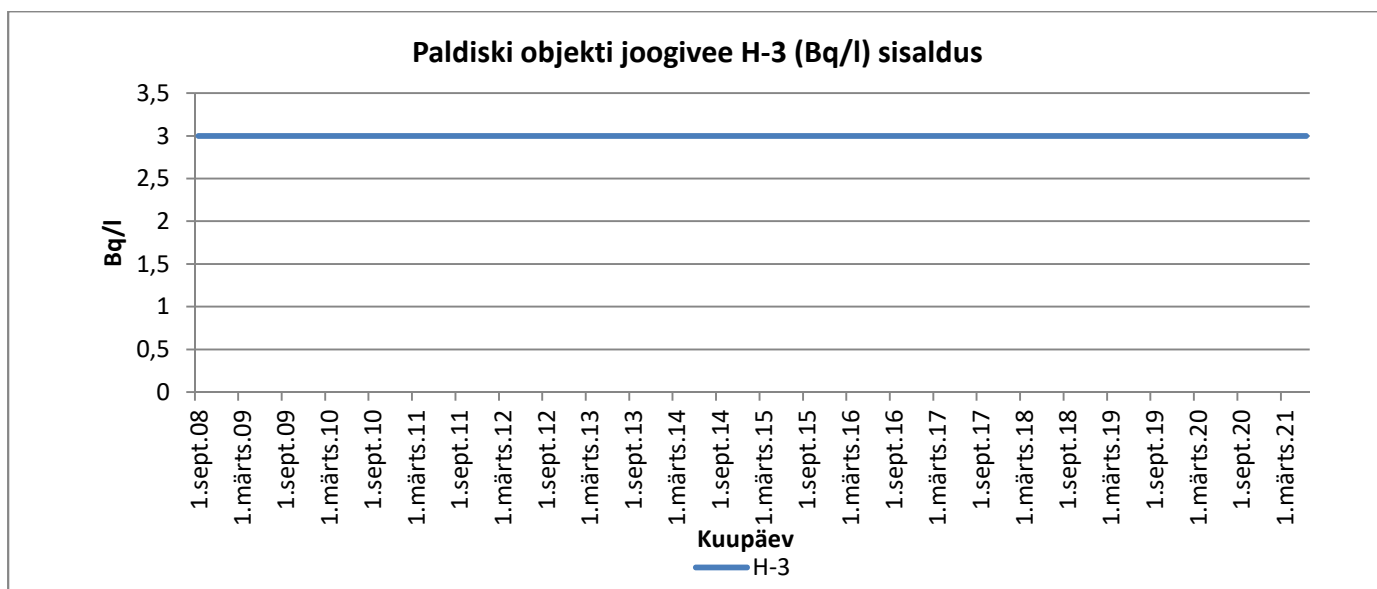 Paldiski objekti joogivee H-3 (Bq/l) sisaldus
3,5
3
2,5
2
1,5
1
0,5
0
Bq/l
1.sept.08
1.märts.09
1.sept.09
1.märts.10
1.sept.10
1.märts.11
1.sept.11
1.märts.12
1.sept.12
1.märts.13
1.sept.13
1.märts.14
1.sept.14
1.märts.15
1.sept.15
1.märts.16
1.sept.16
1.märts.17
1.sept.17
1.märts.18
1.sept.18
1.märts.19
1.sept.19
1.märts.20
1.sept.20
1.märts.21
Kuupäev
H-3